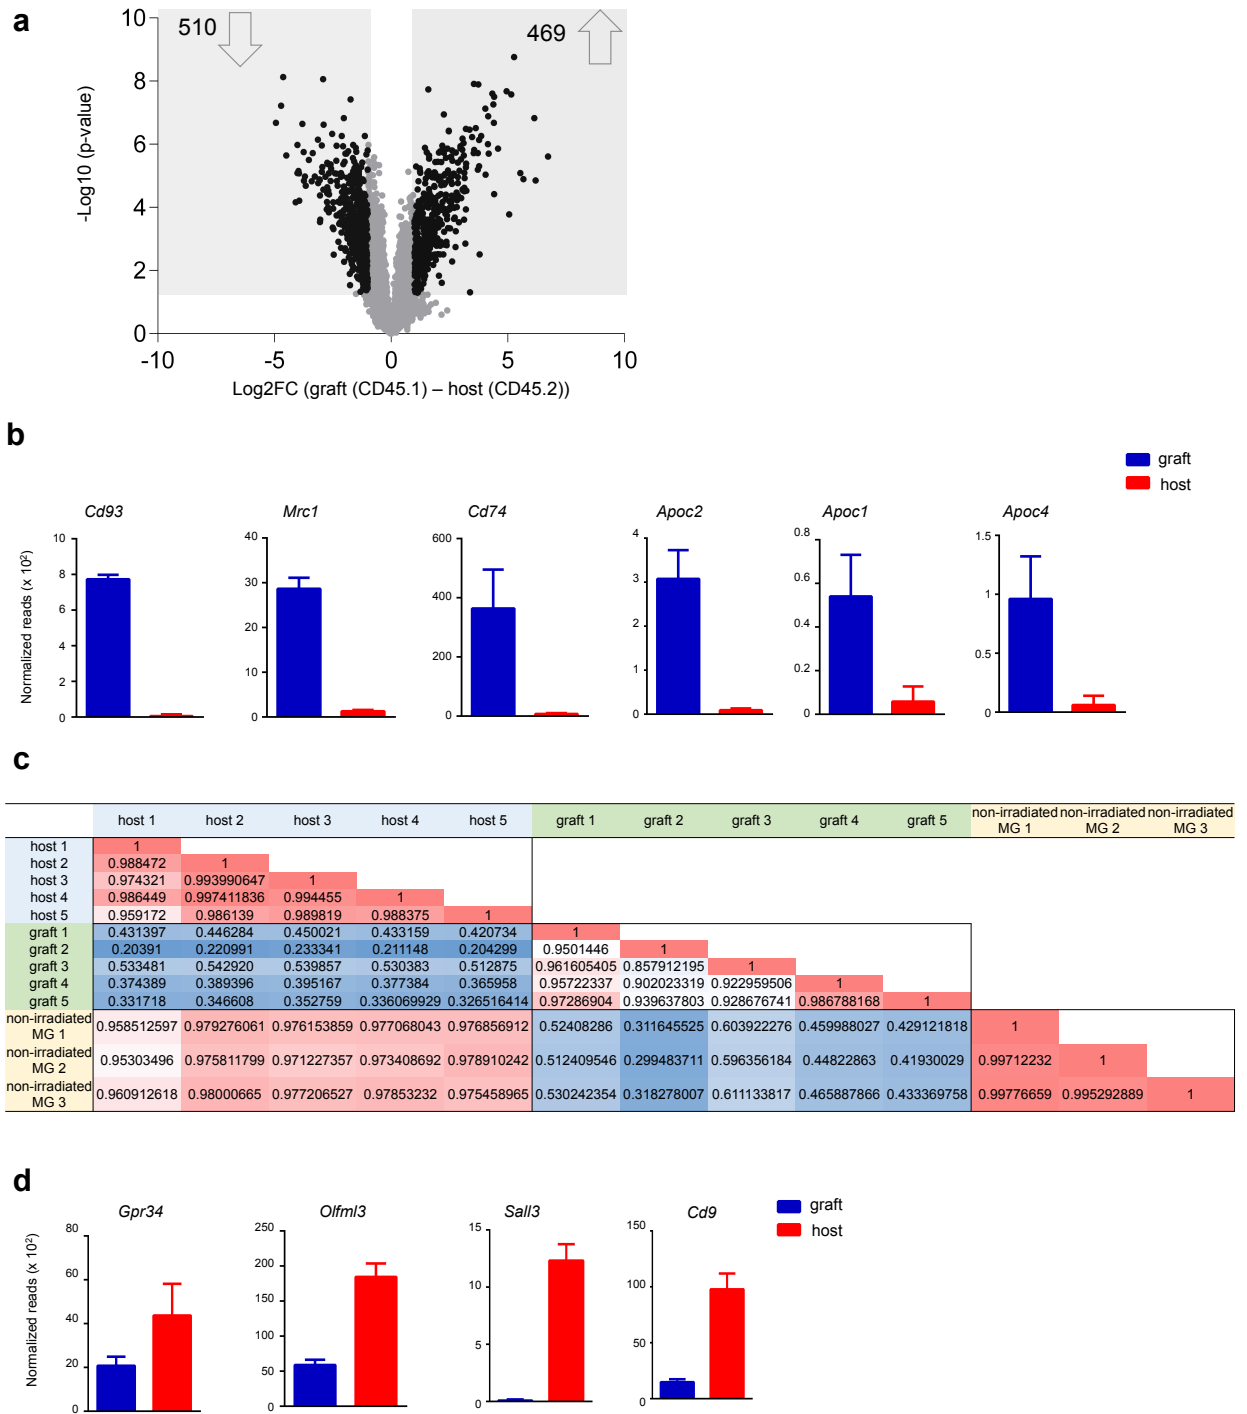 a
510
469
10
8
6
4
2
0
-Log10 (p-value)
-10 -5 0 5 10
Log2FC (graft (CD45.1) – host (CD45.2))
b
graft
host
Cd93 Mrc1 Cd74 Apoc2 Apoc1 Apoc4
Normalized reads (x 10²)
10
8
6
4
2
0
40
30
20
10
0
600
400
200
0
4
3
2
1
0
0.8
0.6
0.4
0.2
0
1.5
1
0.5
0
c
host 1 host 2 host 3 host 4 host 5 graft 1 graft 2 graft 3 graft 4 graft 5 non-irradiated MG 1 non-irradiated MG 2 non-irradiated MG 3
host 1 1
host 2 0.988472 1
host 3 0.974321 0.993990647 1
host 4 0.986449 0.997411836 0.994455 1
host 5 0.959172 0.986139 0.989819 0.988375 1
graft 1 0.431397 0.446284 0.450021 0.433159 0.420734 1
graft 2 0.20391 0.220991 0.233341 0.211148 0.204299 0.9501446 1
graft 3 0.533481 0.542920 0.539857 0.530383 0.512875 0.961605405 0.857912195 1
graft 4 0.374389 0.389396 0.395167 0.377384 0.365958 0.95722337 0.902023319 0.922959506 1
graft 5 0.331718 0.346608 0.352759 0.336069929 0.326516414 0.97286904 0.939637803 0.928676741 0.986788168 1
non-irradiated MG 1 0.958512597 0.979276061 0.976153859 0.977068043 0.976856912 0.52408286 0.311645525 0.603922276 0.459988027 0.429121818 1
non-irradiated MG 2 0.95303496 0.975811799 0.971227357 0.973408692 0.978910242 0.512409546 0.299483711 0.596356184 0.44822863 0.41930029 0.99712232 1
non-irradiated MG 3 0.960912618 0.98000665 0.977206527 0.97853232 0.975458965 0.530242354 0.318278007 0.611133817 0.465887866 0.433369758 0.99776659 0.995292889 1
d
Gpr34 Olfml3 Sall3 Cd9
graft
host
Normalized reads (x 10²)
80
60
40
20
0
250
200
150
100
50
0
15
10
5
0
150
100
50
0